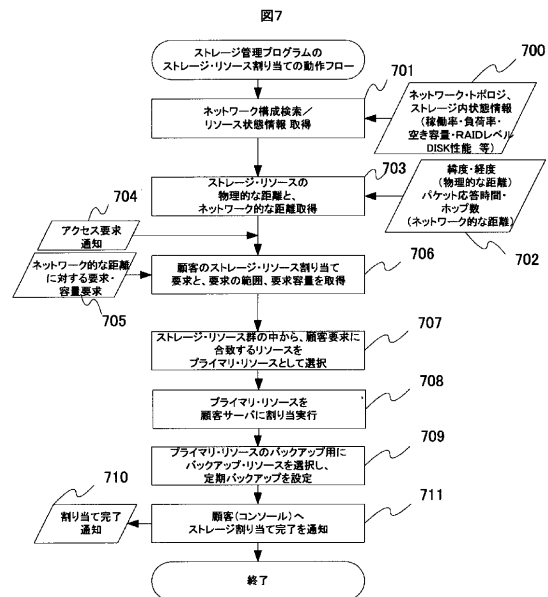 図7
ストレージ管理プログラムの
ストレージ・リソース割り当ての動作フロー
700
701
ネットワーク構成検索／
リソース状態情報 取得
ネットワーク・トポロジ、
ストレージ内状態情報
（稼働率・負荷率・
空き容量・RAIDレベル
DISK性能 等）
703
ストレージ・リソースの
物理的な距離と、
ネットワーク的な距離取得
緯度・経度
（物理的な距離）
パケット応答時間・
ホップ数
（ネットワーク的な距離）
702
704
アクセス要求
通知
706
ネットワーク的な距離
に対する要求・
容量要求
705
顧客のストレージ・リソース割り当て
要求と、要求の範囲、要求容量を取得
707
ストレージ・リソース群の中から、顧客要求に
合致するリソースを
プライマリ・リソースとして選択
708
プライマリ・リソースを
顧客サーバに割り当実行
709
プライマリ・リソースのバックアップ用に
バックアップ・リソースを選択し、
定期バックアップを設定
710
711
割り当て完了
通知
顧客（コンソール）へ
ストレージ割り当て完了を通知
終了